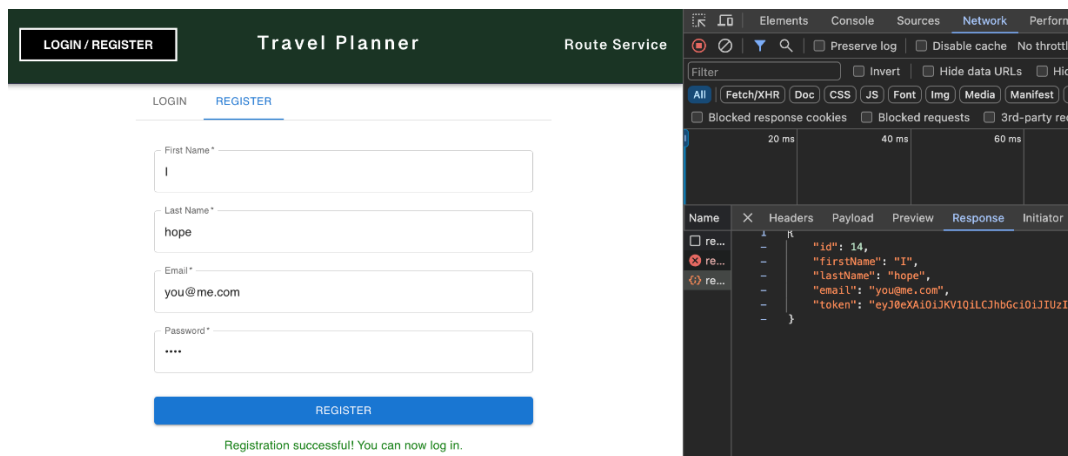 LOGIN / REGISTER
Travel Planner
Route Service
LOGIN
REGISTER
First Name *
I
Last Name *
hope
Email *
you@me.com
Password *
••••
REGISTER
Registration successful! You can now log in.
Elements Console Sources Network Perform
Preserve log Disable cache No throttl
Filter Invert Hide data URLs Hid
All Fetch/XHR Doc CSS JS Font Img Media Manifest
Blocked response cookies Blocked requests 3rd-party re
20 ms 40 ms 60 ms
Name Headers Payload Preview Response Initiator
re...
re...
re...
1 {
- "id": 14,
- "firstName": "I",
- "lastName": "hope",
- "email": "you@me.com",
- "token": "eyJ0eXAiOiJKV1QiLCJhbGciOiJIUzI
- }